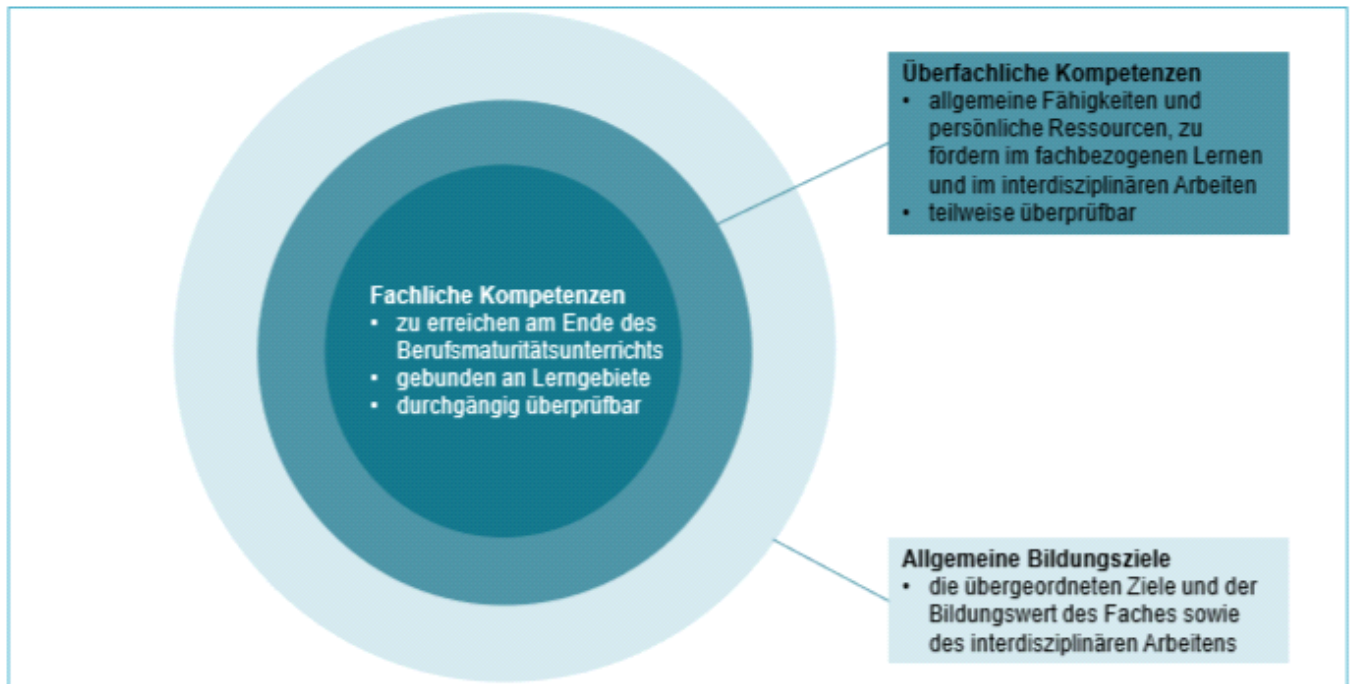 Überfachliche Kompetenzen
• allgemeine Fähigkeiten und
persönliche Ressourcen, zu
fördern im fachbezogenen Lernen
und im interdisziplinären Arbeiten
• teilweise überprüfbar
Fachliche Kompetenzen
• zu erreichen am Ende des
Berufsmaturitätsunterrichts
• gebunden an Lerngebiete
• durchgängig überprüfbar
Allgemeine Bildungsziele
• die übergeordneten Ziele und der
Bildungswert des Faches sowie
des interdisziplinären Arbeitens